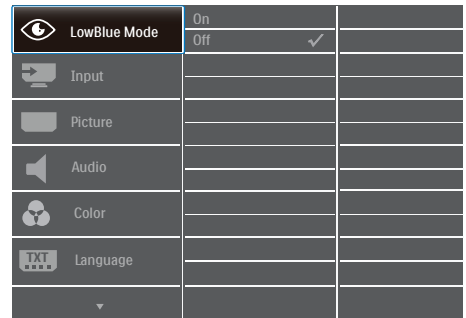 LowBlue Mode
On
Off
Input
Picture
Audio
Color
TXT
Language